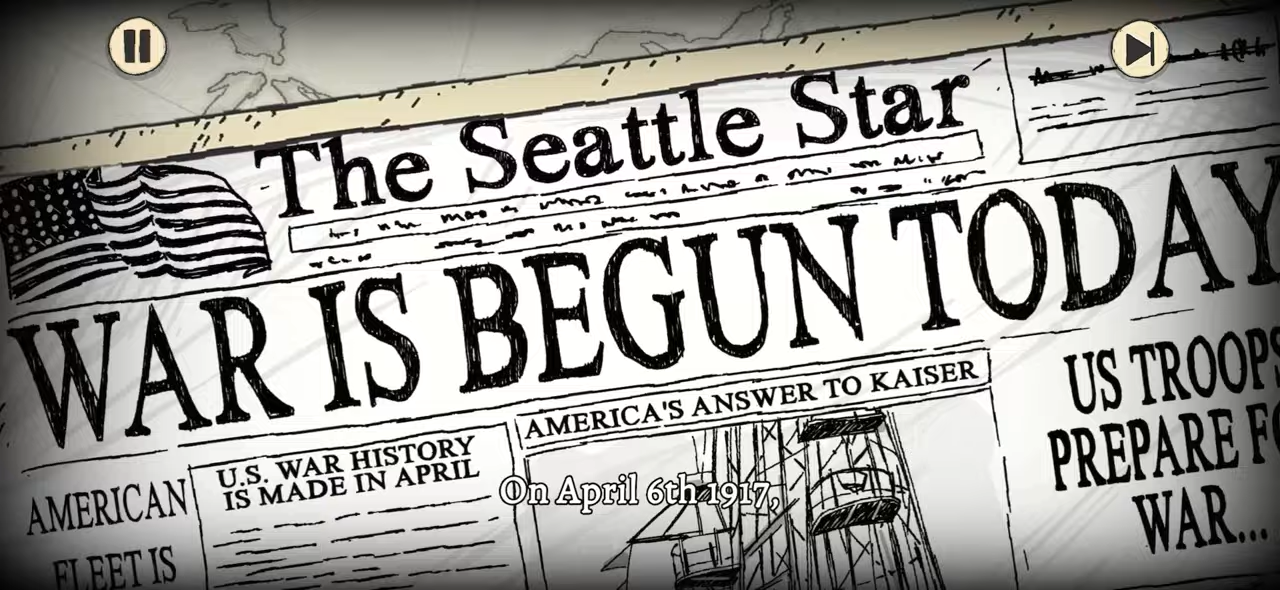 The Seattle Star
WAR IS BEGUN TODAY
AMERICAN
FLEET IS
U.S. WAR HISTORY
IS MADE IN APRIL
AMERICA'S ANSWER TO KAISER
US TROOPS
PREPARE FO
WAR...
On April 6th 1917,